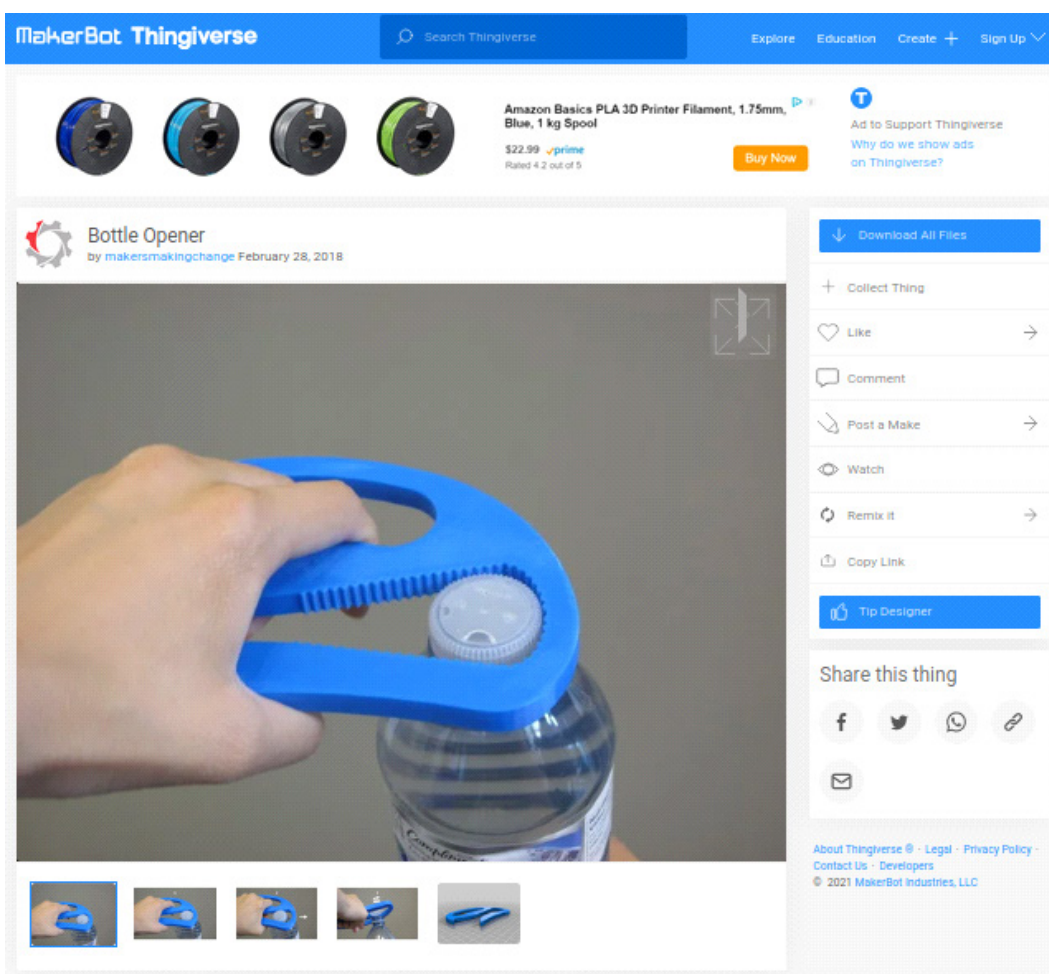 MakerBot Thingiverse
Search Thingiverse
Explore
Education
Create
Sign Up
Amazon Basics PLA 3D Printer Filament, 1.75mm,
Blue, 1 kg Spool
$22.99 prime
Rated 4.2 out of 5
Buy Now
Ad to Support Thingiverse
Why do we show ads
on Thingiverse?
Bottle Opener
by makersmakingchange February 28, 2018
Download All Files
Collect Thing
Like
Comment
Post a Make
Watch
Remix it
Copy Link
Tip Designer
Share this thing
About Thingiverse ® · Legal · Privacy Policy ·
Contact Us · Developers
© 2021 MakerBot Industries, LLC